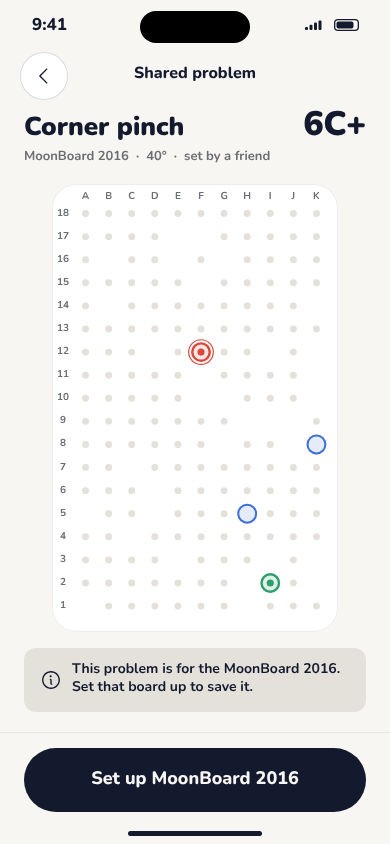 9:41
Shared problem
Corner pinch
6C+
MoonBoard 2016 · 40° · set by a friend
A B C D E F G H I J K
18
17
16
15
14
13
12
11
10
9
8
7
6
5
4
3
2
1
This problem is for the MoonBoard 2016.
Set that board up to save it.
Set up MoonBoard 2016